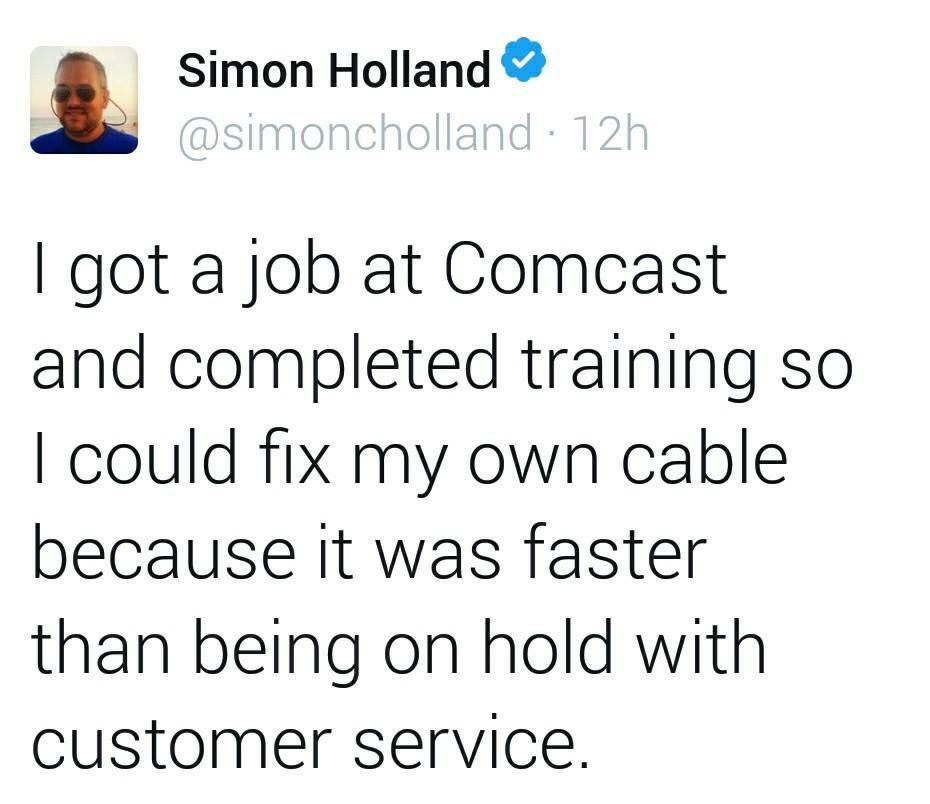 Simon Holland
@simoncholland · 12h
I got a job at Comcast
and completed training so
I could fix my own cable
because it was faster
than being on hold with
customer service.